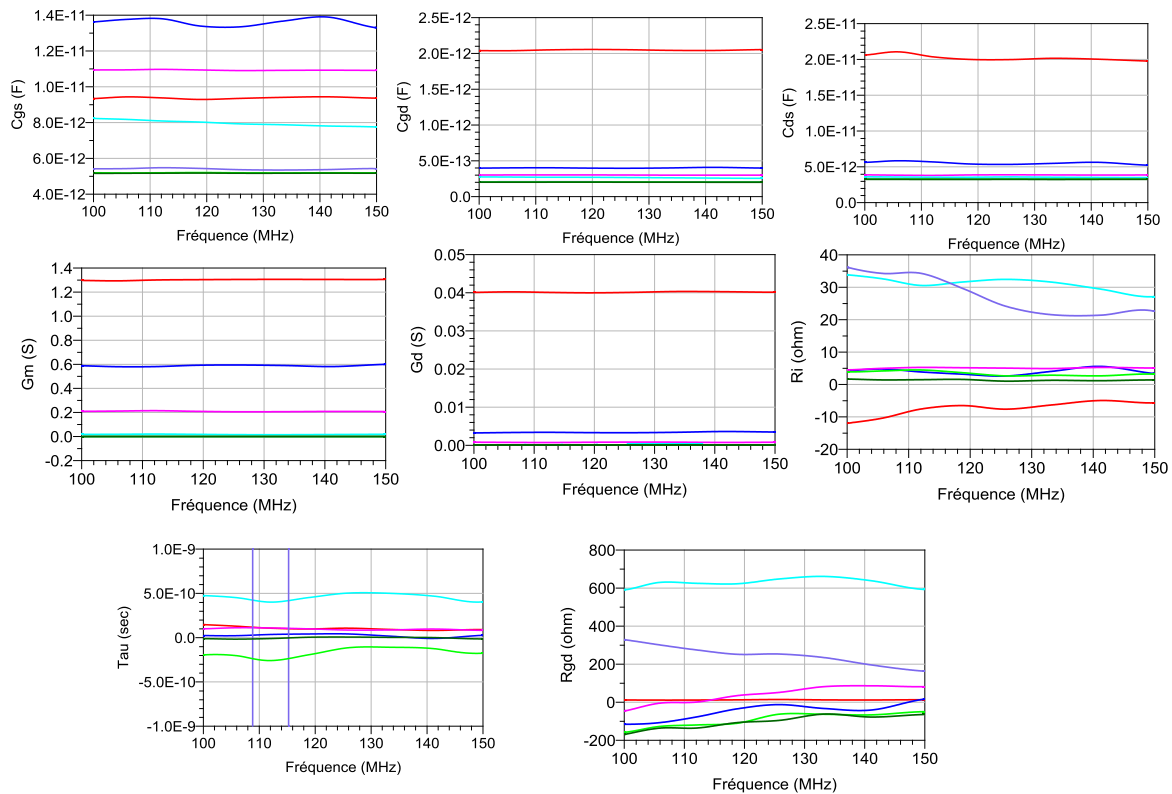 Cgs (F)
1.4E-11
1.2E-11
1.0E-11
8.0E-12
6.0E-12
4.0E-12
100 110 120 130 140 150
Fréquence (MHz)
Cgd (F)
2.5E-12
2.0E-12
1.5E-12
1.0E-12
5.0E-13
0.0
100 110 120 130 140 150
Fréquence (MHz)
Cds (F)
2.5E-11
2.0E-11
1.5E-11
1.0E-11
5.0E-12
0.0
100 110 120 130 140 150
Fréquence (MHz)
Gm (S)
1.4
1.2
1.0
0.8
0.6
0.4
0.2
0.0
-0.2
100 110 120 130 140 150
Fréquence (MHz)
Gd (S)
0.05
0.04
0.03
0.02
0.01
0.00
100 110 120 130 140 150
Fréquence (MHz)
Ri (ohm)
40
30
20
10
0
-10
-20
100 110 120 130 140 150
Fréquence (MHz)
Tau (sec)
1.0E-9
5.0E-10
0.0
-5.0E-10
-1.0E-9
100 110 120 130 140 150
Fréquence (MHz)
Rgd (ohm)
800
600
400
200
0
-200
100 110 120 130 140 150
Fréquence (MHz)